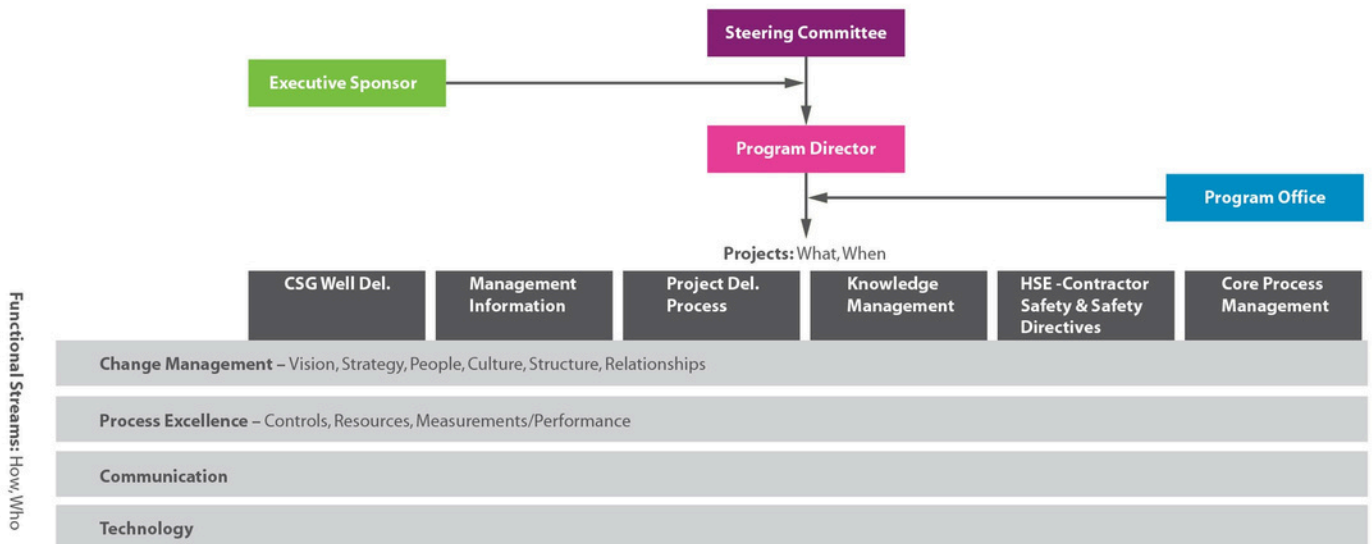 Steering Committee
Executive Sponsor
Program Director
Program Office
Projects: What, When
CSG Well Del.
Management
Information
Project Del.
Process
Knowledge
Management
HSE -Contractor
Safety & Safety
Directives
Core Process
Management
Functional Streams: How, Who
Change Management – Vision, Strategy, People, Culture, Structure, Relationships
Process Excellence – Controls, Resources, Measurements/Performance
Communication
Technology